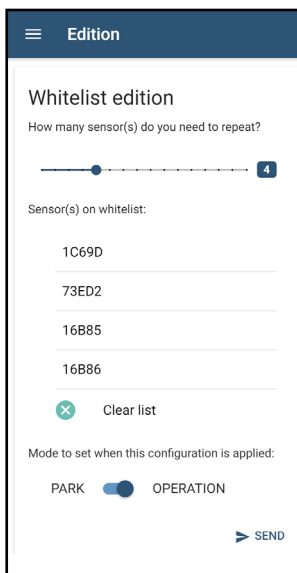 Edition
Whitelist edition
How many sensor(s) do you need to repeat?
4
Sensor(s) on whitelist:
1C69D
73ED2
16B85
16B86
Clear list
Mode to set when this configuration is applied:
PARK OPERATION
SEND